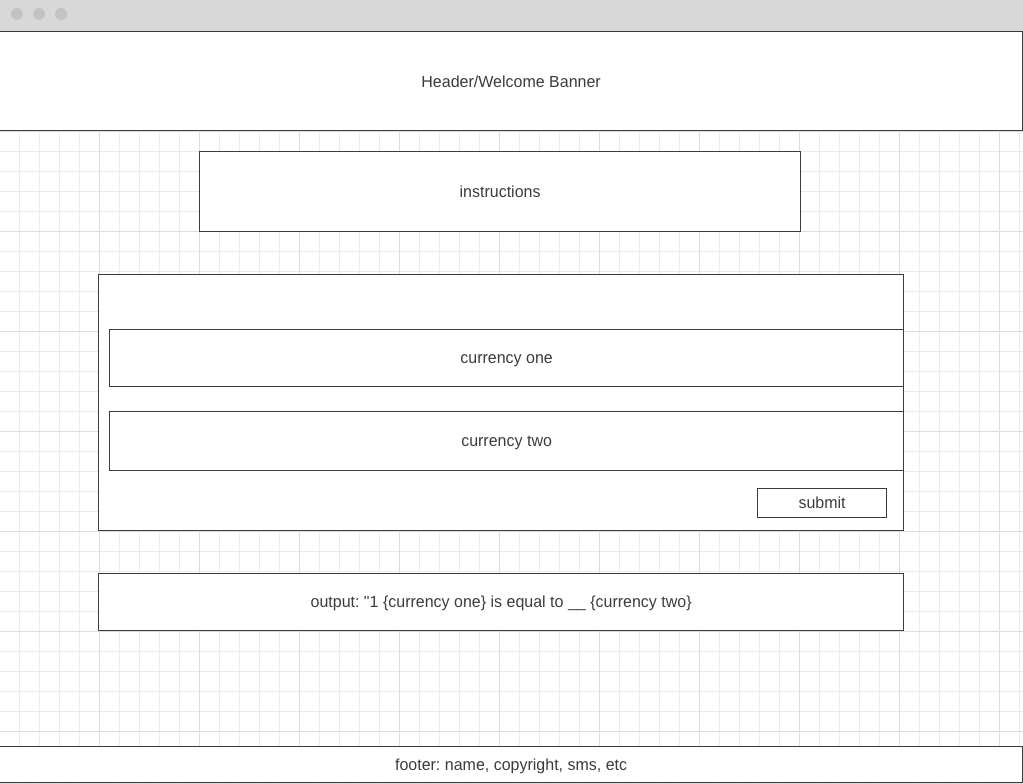 Header/Welcome Banner
instructions
currency one
currency two
submit
output: "1 {currency one} is equal to __ {currency two}
footer: name, copyright, sms, etc